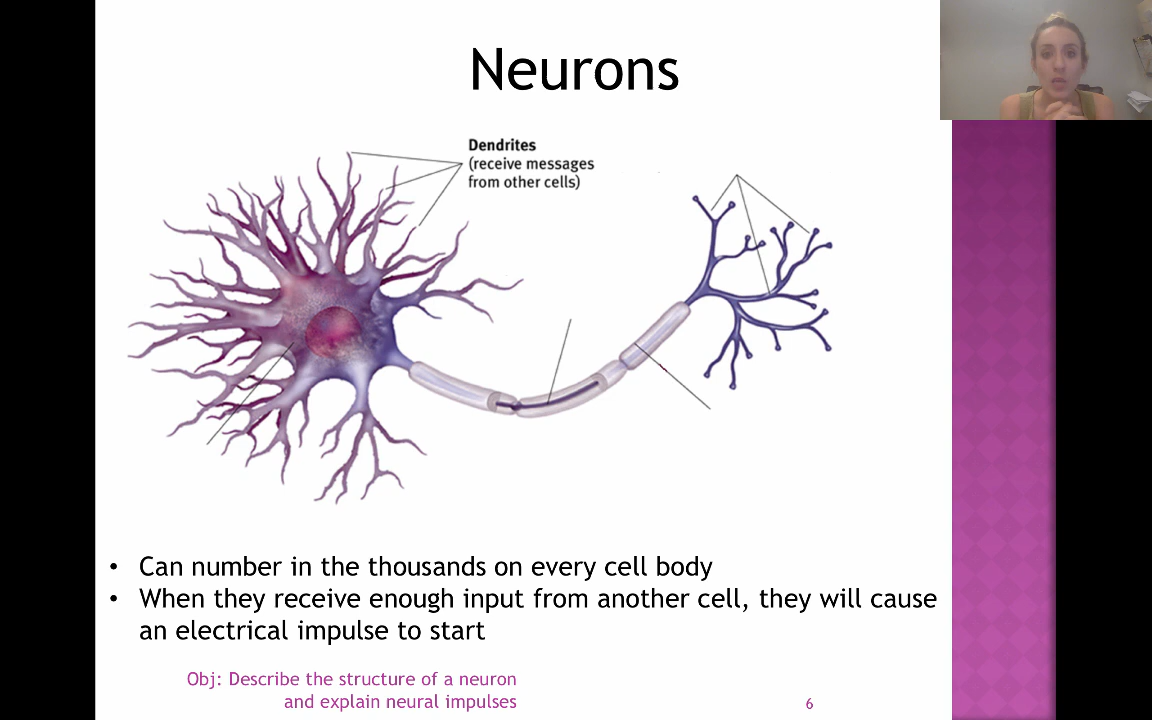 Neurons
Dendrites
(receive messages
from other cells)
• Can number in the thousands on every cell body
• When they receive enough input from another cell, they will cause
an electrical impulse to start
Obj: Describe the structure of a neuron
and explain neural impulses
6